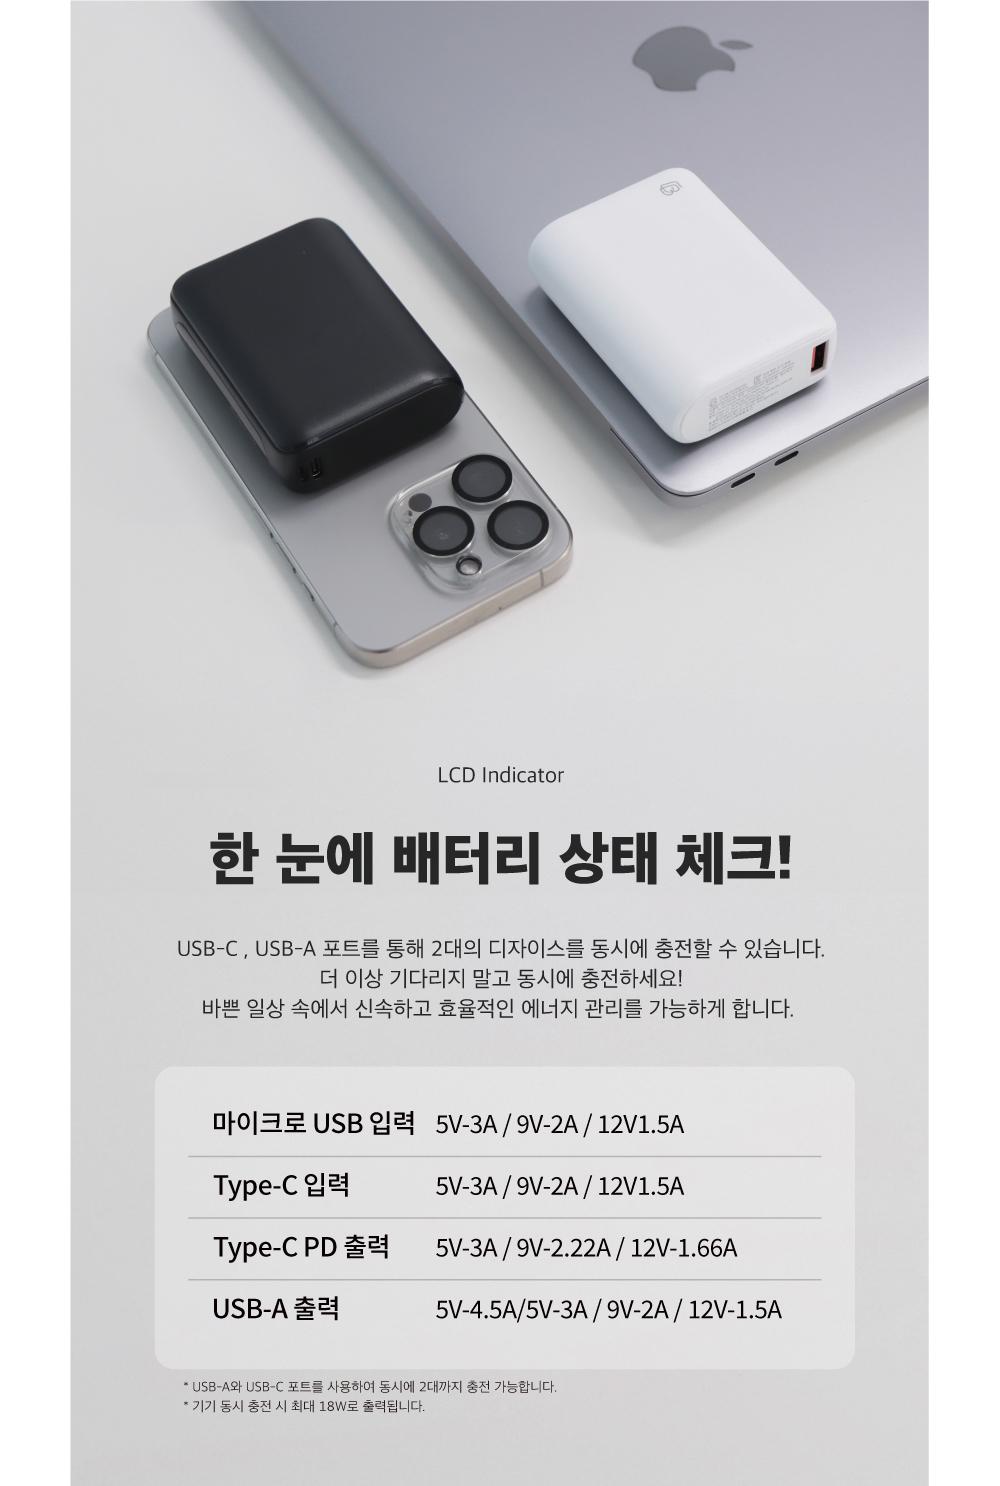 LCD Indicator
한 눈에 배터리 상태 체크!
USB-C , USB-A 포트를 통해 2대의 디자이스를 동시에 충전할 수 있습니다.
더 이상 기다리지 말고 동시에 충전하세요!
바쁜 일상 속에서 신속하고 효율적인 에너지 관리를 가능하게 합니다.
마이크로 USB 입력 5V-3A / 9V-2A / 12V1.5A
Type-C 입력 5V-3A / 9V-2A / 12V1.5A
Type-C PD 출력 5V-3A / 9V-2.22A / 12V-1.66A
USB-A 출력 5V-4.5A/5V-3A / 9V-2A / 12V-1.5A
* USB-A와 USB-C 포트를 사용하여 동시에 2대까지 충전 가능합니다.
* 기기 동시 충전 시 최대 18W로 출력됩니다.